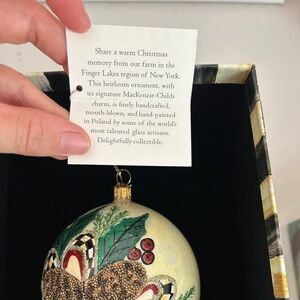 Share a warm Christmas
memory from our farm in the
Finger Lakes region of New York.
This heirloom ornament, with
its signature MacKenzie-Childs
charm, is finely handcrafted,
mouth-blown, and hand-painted
in Poland by some of the world's
most talented glass artisans.
Delightfully collectible.